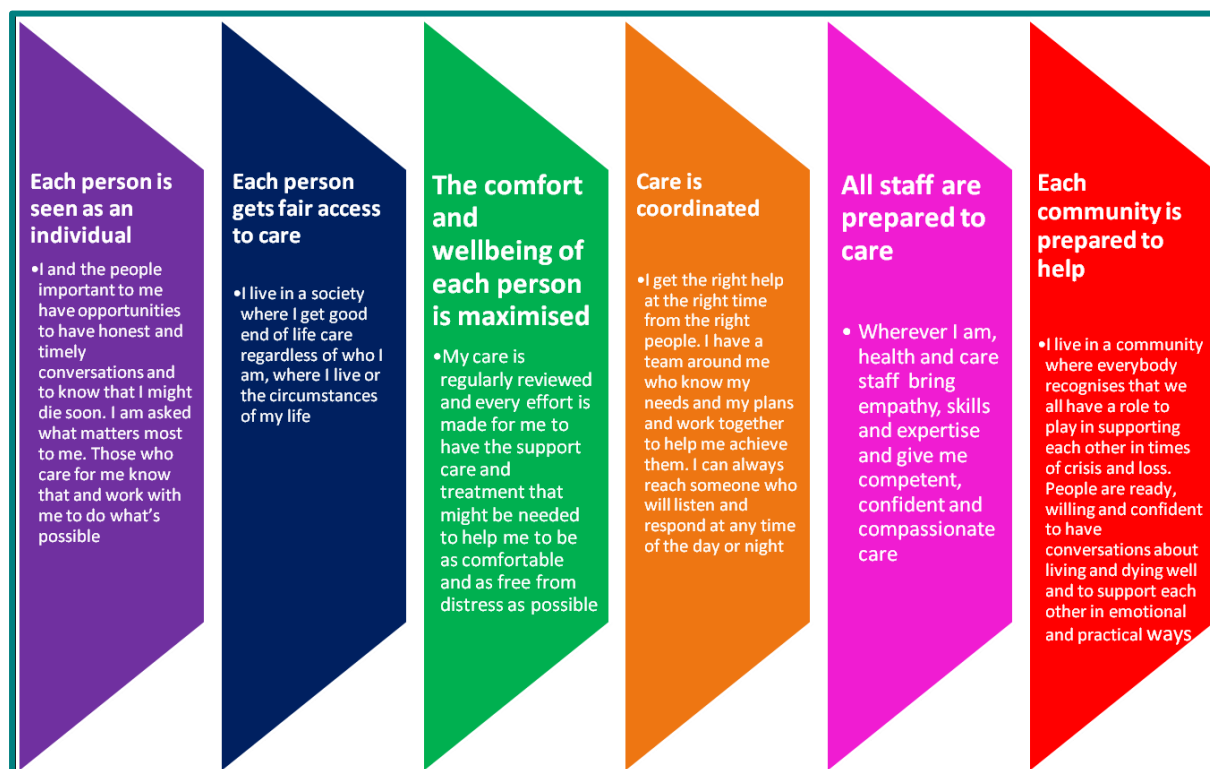 Each person is
seen as an
individual
•I and the people
important to me
have opportunities
to have honest and
timely
conversations and
to know that I might
die soon. I am asked
what matters most
to me. Those who
care for me know
that and work with
me to do what's
possible
Each person
gets fair access
to care
•I live in a society
where I get good
end of life care
regardless of who I
am, where I live or
the circumstances
of my life
The comfort
and
wellbeing of
each person
is maximised
•My care is
regularly reviewed
and every effort is
made for me to
have the support
care and
treatment that
might be needed
to help me to be
as comfortable
and as free from
distress as possible
Care is
coordinated
•I get the right help
at the right time
from the right
people. I have a
team around me
who know my
needs and my plans
and work together
to help me achieve
them. I can always
reach someone who
will listen and
respond at any time
of the day or night
All staff are
prepared to
care
• Wherever I am,
health and care
staff bring
empathy, skills
and expertise
and give me
competent,
confident and
compassionate
care
Each
community is
prepared to
help
•I live in a community
where everybody
recognises that we
all have a role to
play in supporting
each other in times
of crisis and loss.
People are ready,
willing and confident
to have
conversations about
living and dying well
and to support each
other in emotional
and practical ways